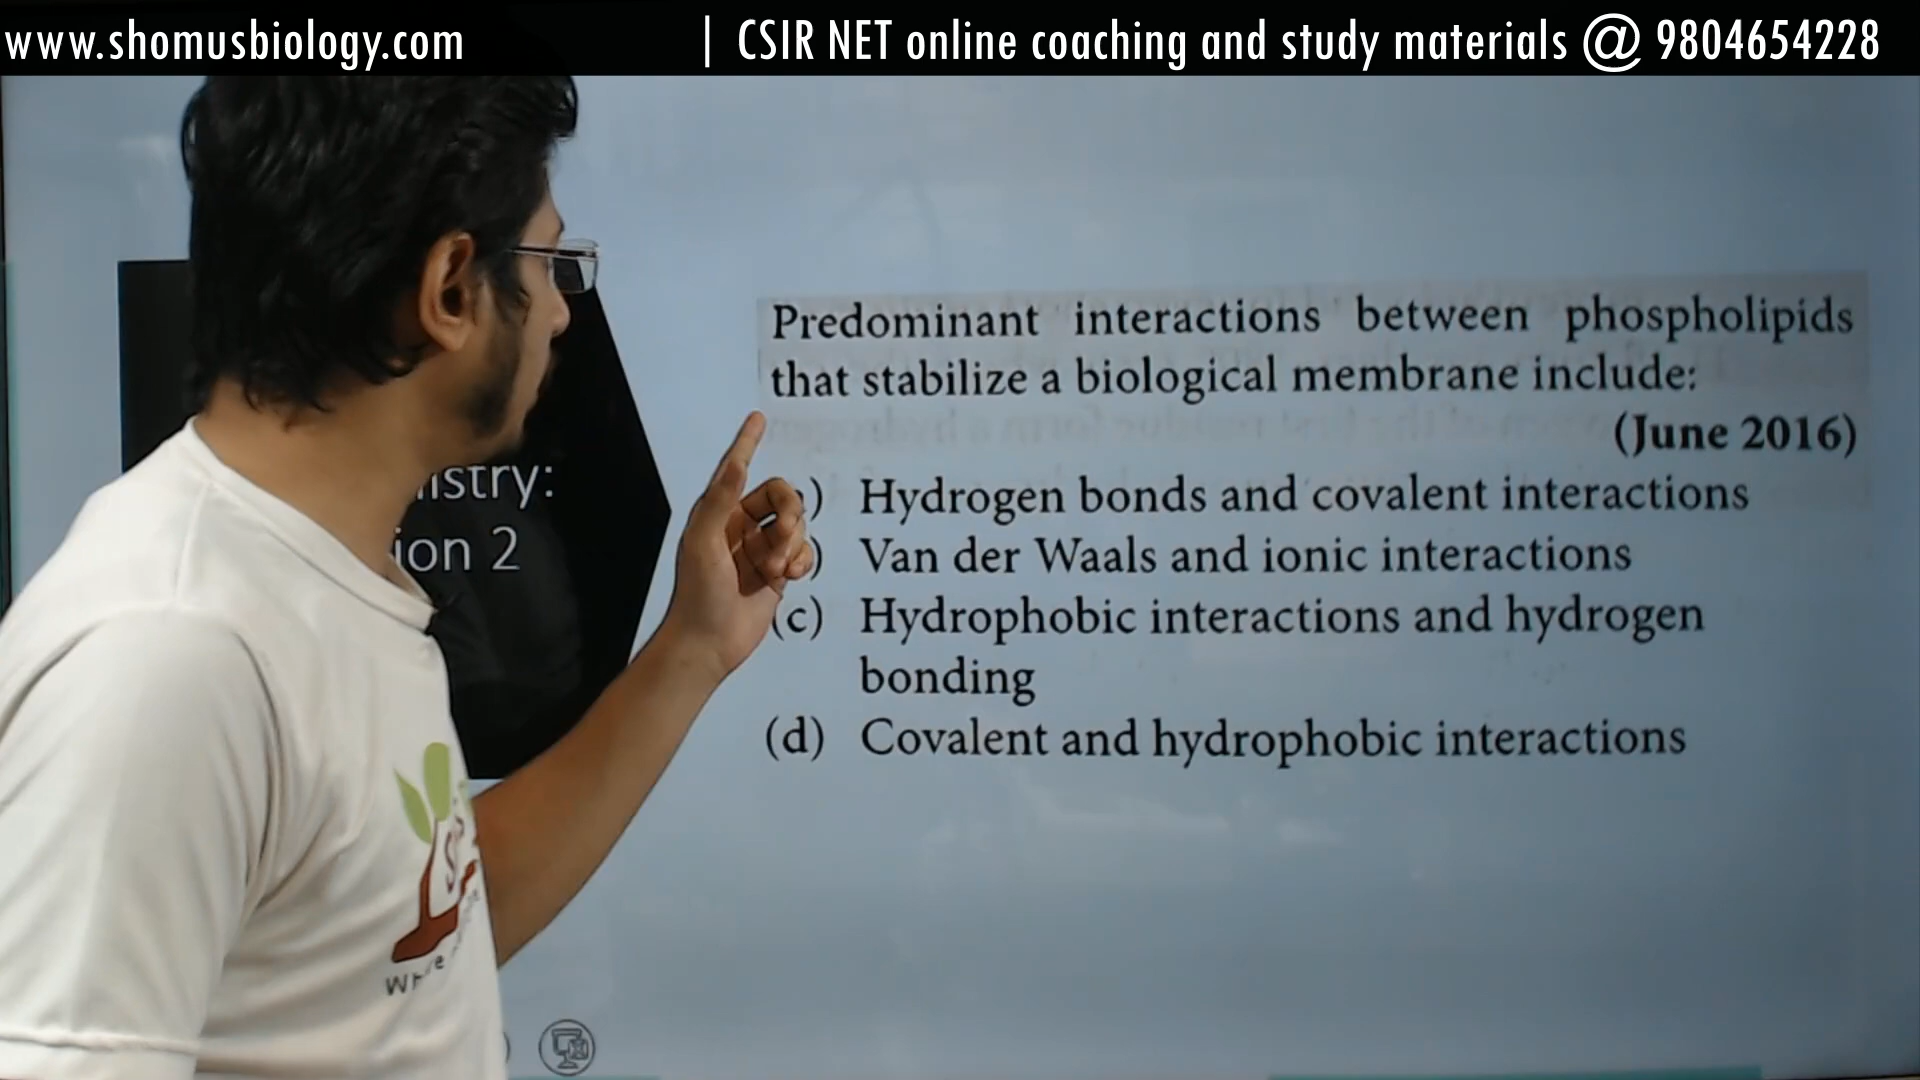 www.shomusbiology.com | CSIR NET online coaching and study materials @ 9804654228
Predominant interactions between phospholipids
that stabilize a biological membrane include:
(June 2016)
) Hydrogen bonds and covalent interactions
) Van der Waals and ionic interactions
(c) Hydrophobic interactions and hydrogen
bonding
(d) Covalent and hydrophobic interactions
istry:
ion 2